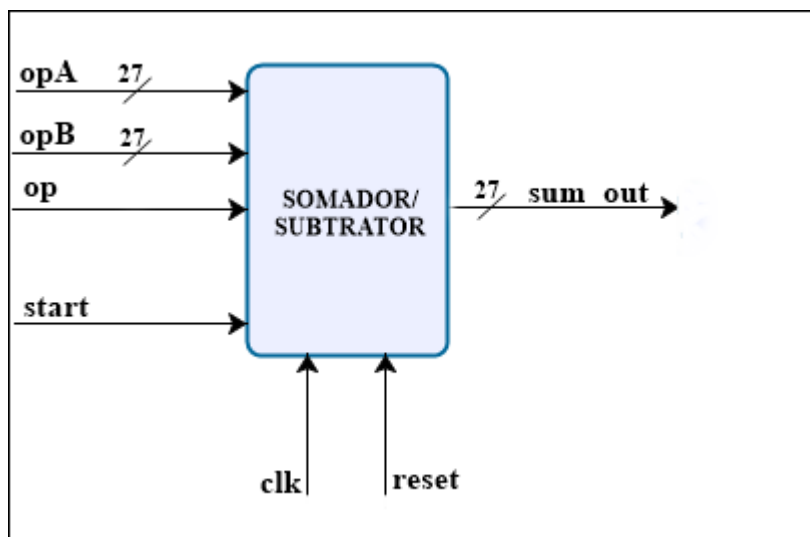 opA 27
opB 27
op
SOMADOR/
SUBTRATOR
27 sum out
start
clk
reset